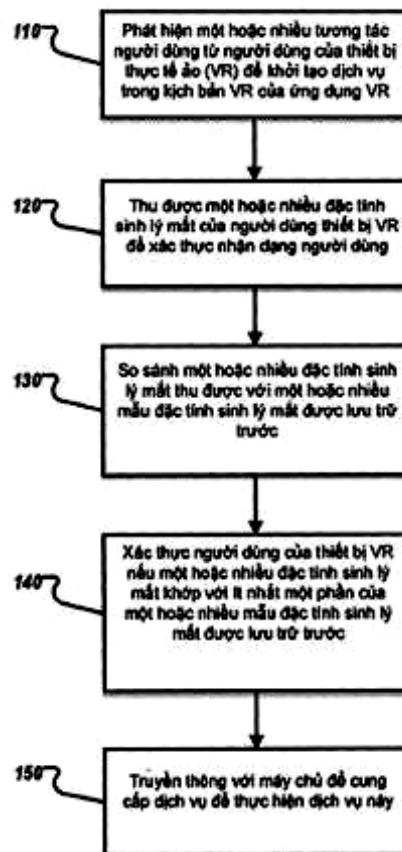 110
Phát hiện một hoặc nhiều tương tác
người dùng từ người dùng của thiết bị
thực tế ảo (VR) để khởi tạo dịch vụ
trong kịch bản VR của ứng dụng VR
120
Thu được một hoặc nhiều đặc tính
sinh lý mắt của người dùng thiết bị VR
để xác thực nhận dạng người dùng
130
So sánh một hoặc nhiều đặc tính sinh
lý mắt thu được với một hoặc nhiều
mẫu đặc tính sinh lý mắt được lưu trữ
trước
140
Xác thực người dùng của thiết bị VR
nếu một hoặc nhiều đặc tính sinh lý
mắt khớp với ít nhất một phần của
một hoặc nhiều mẫu đặc tính sinh lý
mắt được lưu trữ trước
150
Truyền thông với máy chủ để cung
cấp dịch vụ để thực hiện dịch vụ này